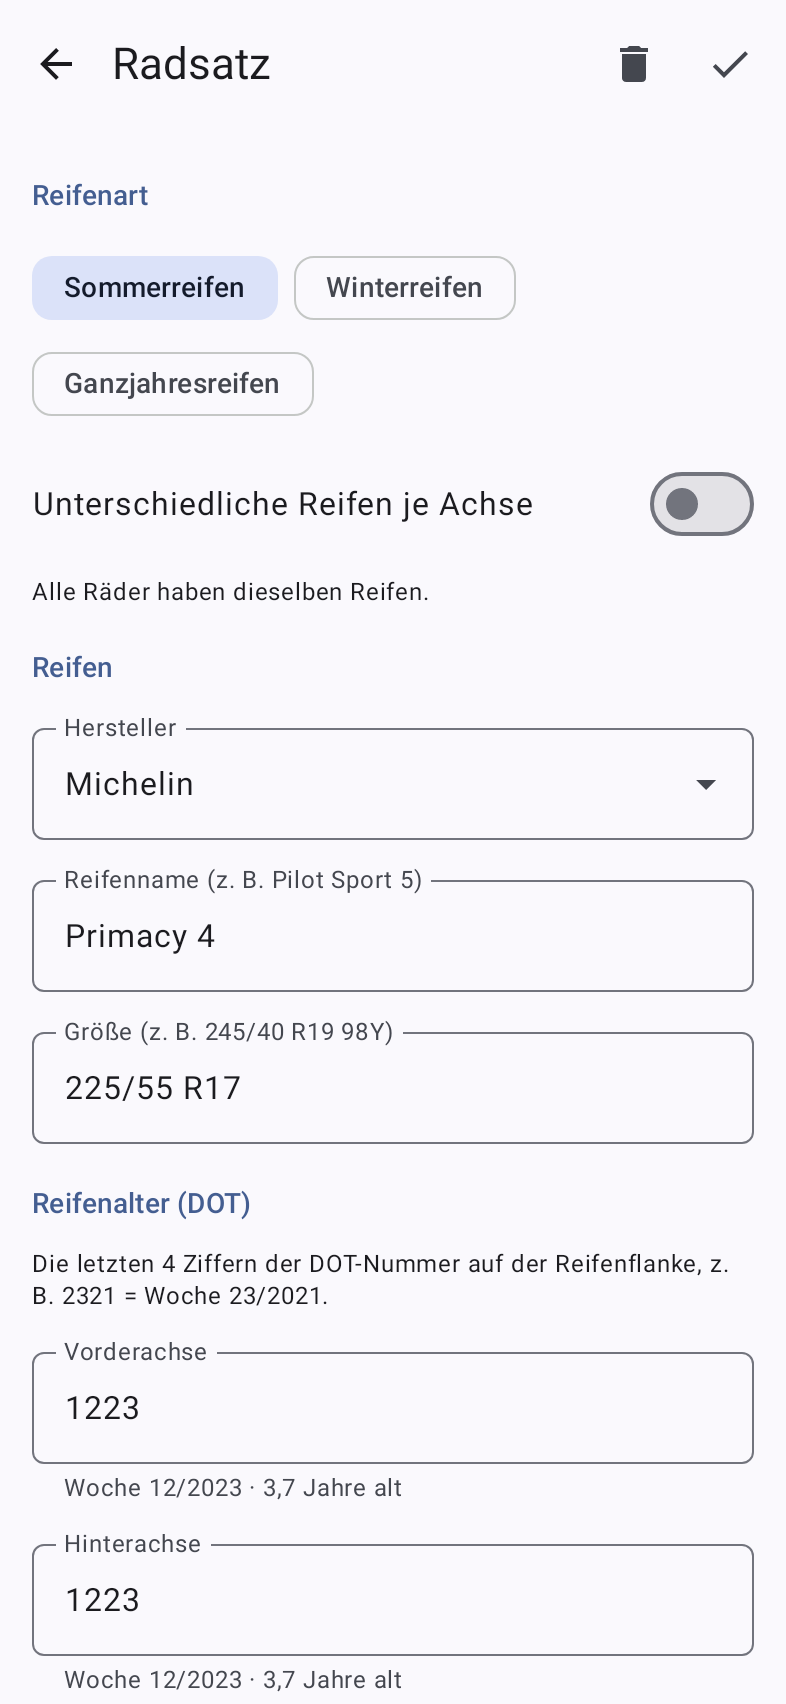 Radsatz
Reifenart
Sommerreifen
Winterreifen
Ganzjahresreifen
Unterschiedliche Reifen je Achse
Alle Räder haben dieselben Reifen.
Reifen
Hersteller
Michelin
Reifenname (z. B. Pilot Sport 5)
Primacy 4
Größe (z. B. 245/40 R19 98Y)
225/55 R17
Reifenalter (DOT)
Die letzten 4 Ziffern der DOT-Nummer auf der Reifenflanke, z.
B. 2321 = Woche 23/2021.
Vorderachse
1223
Woche 12/2023 · 3,7 Jahre alt
Hinterachse
1223
Woche 12/2023 · 3,7 Jahre alt